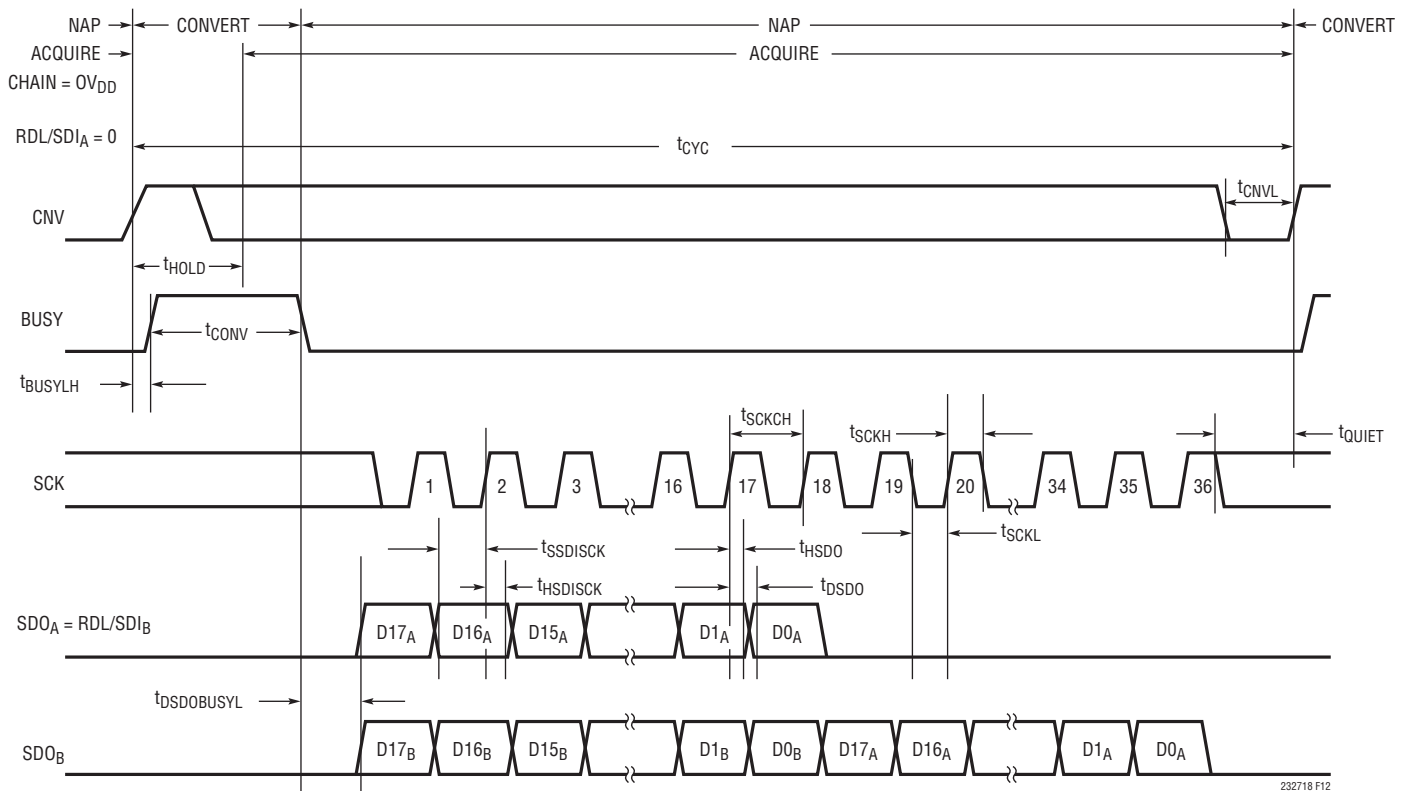 NAP CONVERT NAP CONVERT
ACQUIRE ACQUIRE
CHAIN = OVDD
RDL/SDIA = 0
tCYC
tCNVL
CNV
tHOLD
BUSY
tCONV
tBUSYLH
tSCKCH
tSCKH
tQUIET
SCK
1 2 3 16 17 18 19 20 34 35 36
tSSDISCK
tHSDO
tSCKL
tHSDISCK
tDSDO
SDOA = RDL/SDIB
D17A D16A D15A D1A D0A
tDSDOBUSYL
SDOB
D17B D16B D15B D1B D0B D17A D16A D1A D0A
232718 F12